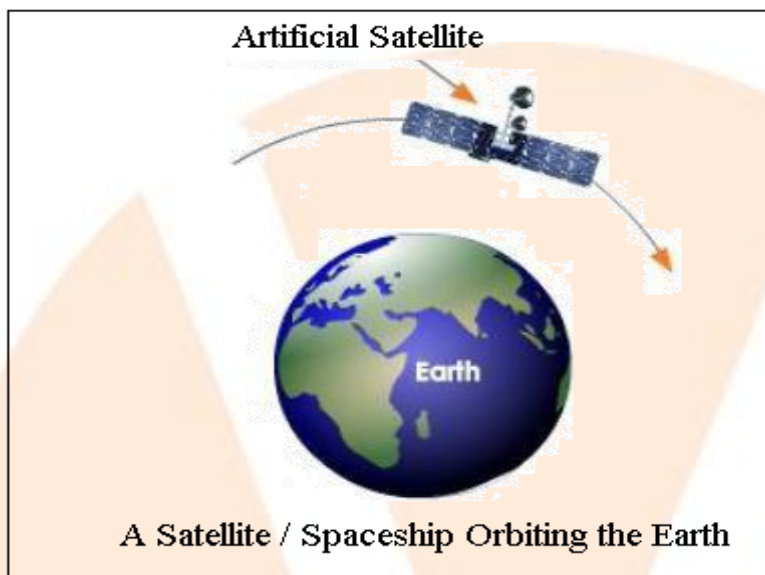 Artificial Satellite
Earth
A Satellite / Spaceship Orbiting the Earth